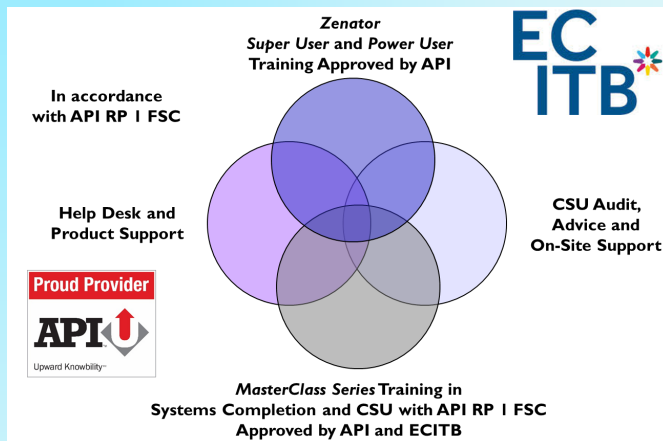 Zenator
Super User and Power User
Training Approved by API
EC
ITB
In accordance
with API RP 1 FSC
Help Desk and
Product Support
CSU Audit,
Advice and
On-Site Support
Proud Provider
API U
Upward Knowbility™
MasterClass Series Training in
Systems Completion and CSU with API RP 1 FSC
Approved by API and ECITB